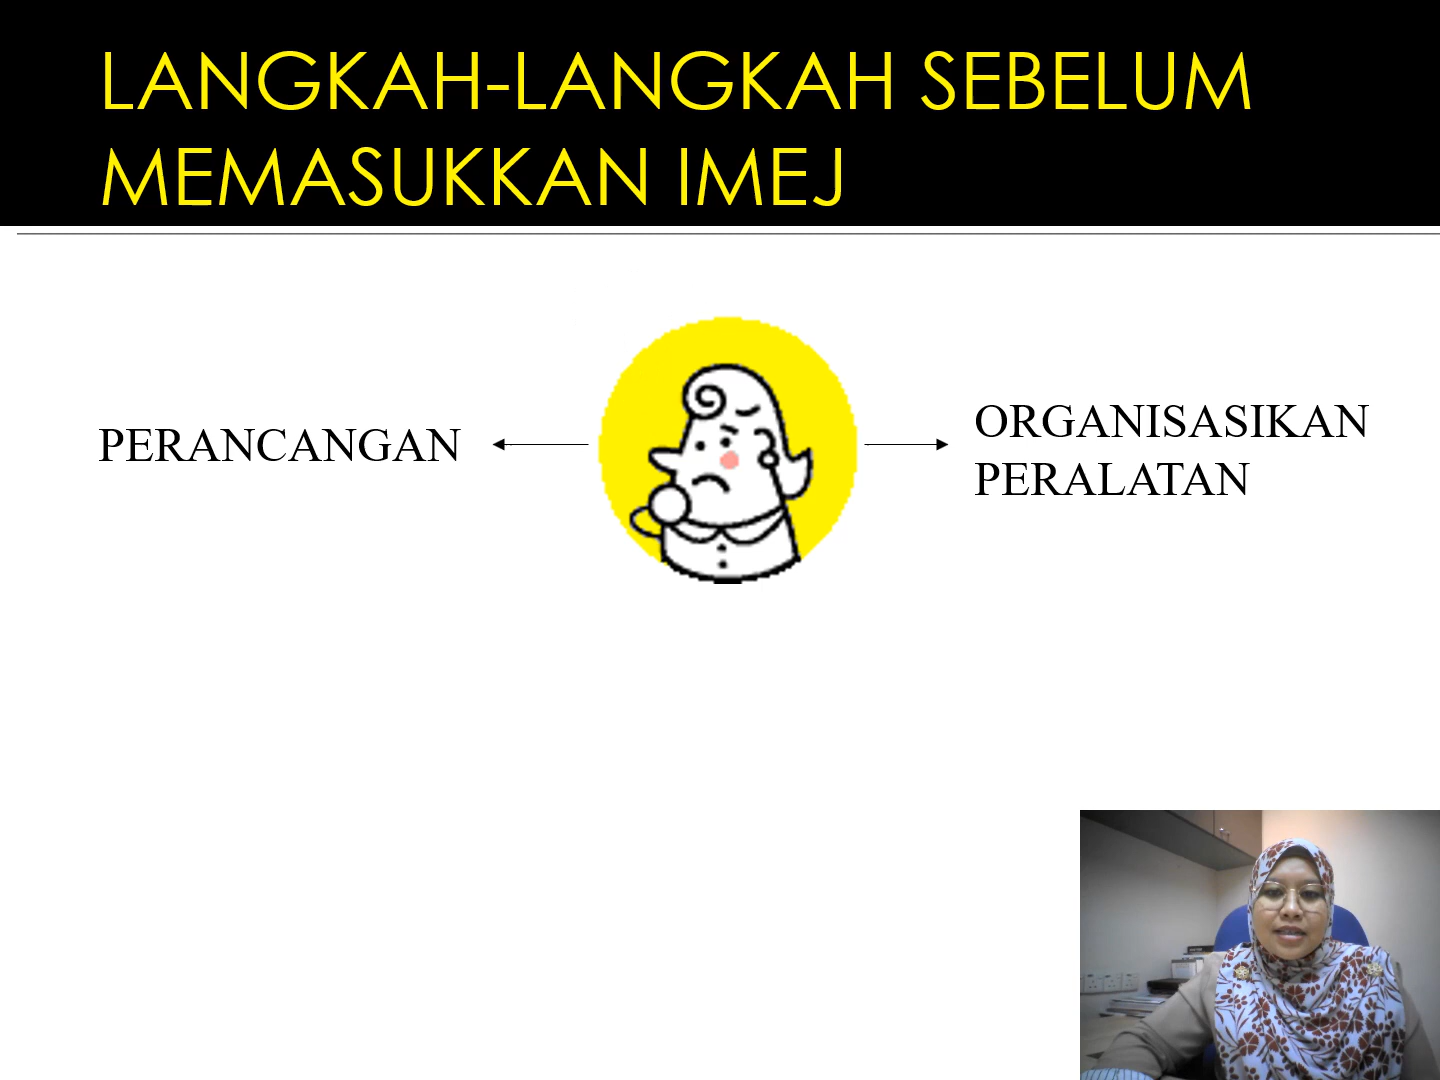 LANGKAH-LANGKAH SEBELUM
MEMASUKKAN IMEJ
PERANCANGAN
ORGANISASIKAN
PERALATAN